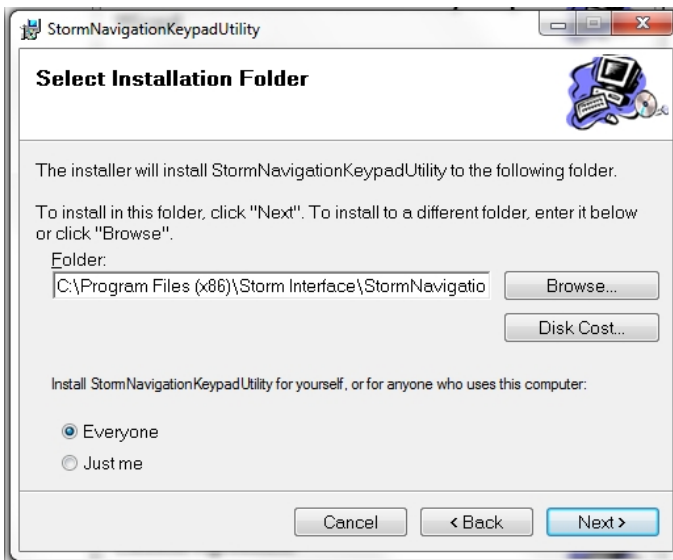 StormNavigationKeypadUtility
Select Installation Folder
The installer will install StormNavigationKeypadUtility to the following folder.
To install in this folder, click "Next". To install to a different folder, enter it below
or click "Browse".
Folder:
C:\Program Files (x86)\Storm Interface\StormNavigatio
Browse...
Disk Cost...
Install StormNavigationKeypadUtility for yourself, or for anyone who uses this computer:
Everyone
Just me
Cancel
< Back
Next >